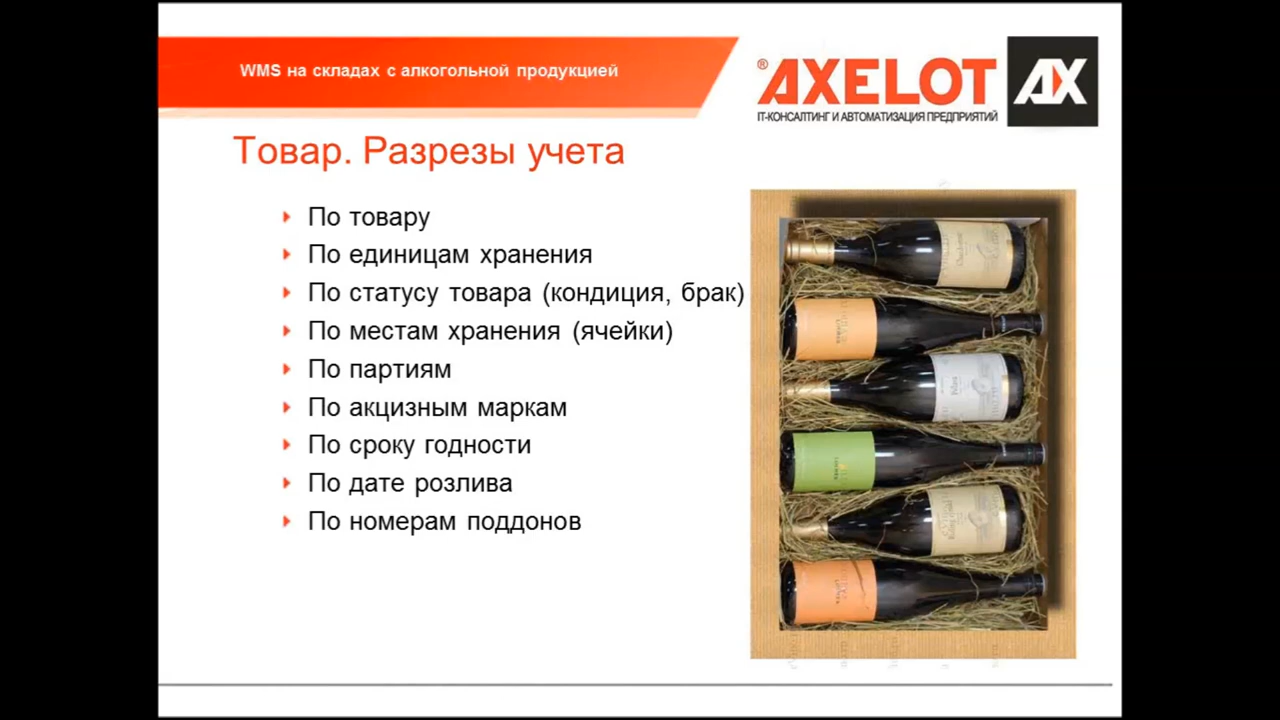 WMS на складах с алкогольной продукцией
® AXELOT AX
IT-КОНСАЛТИНГ И АВТОМАТИЗАЦИЯ ПРЕДПРИЯТИЙ
Товар. Разрезы учета
По товару
По единицам хранения
По статусу товара (кондиция, брак)
По местам хранения (ячейки)
По партиям
По акцизным маркам
По сроку годности
По дате розлива
По номерам поддонов